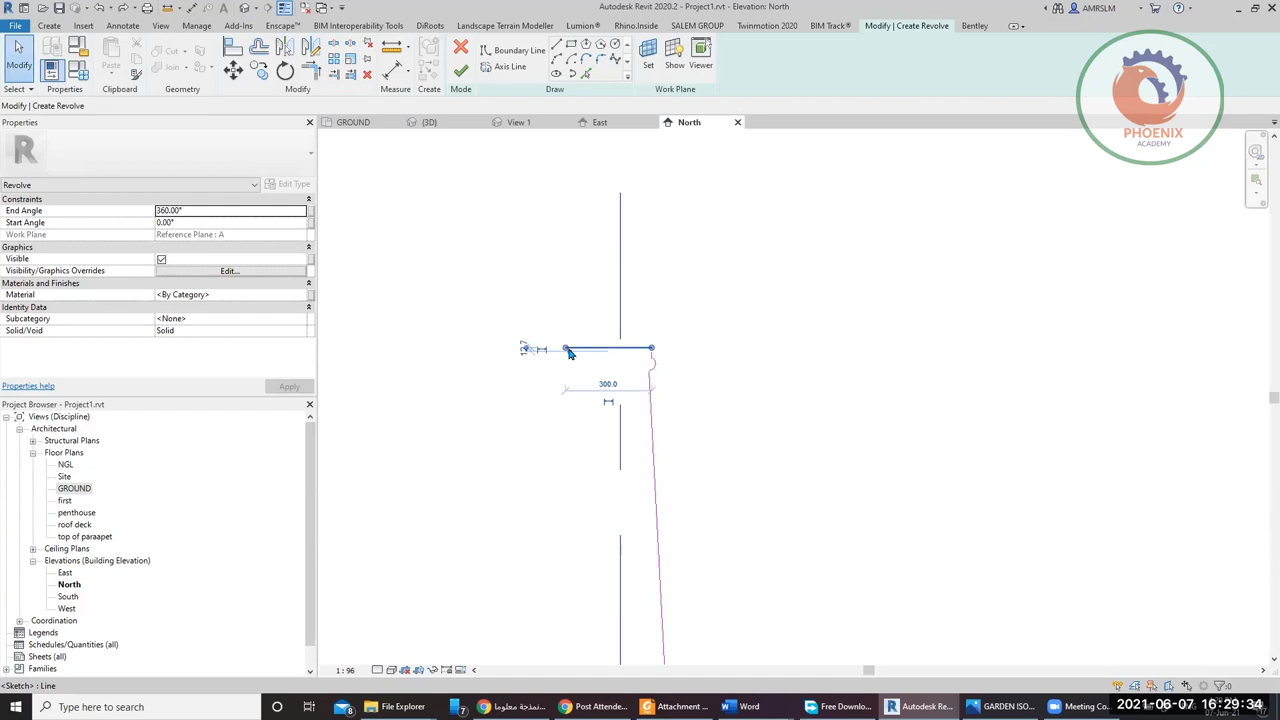 Autodesk Revit 2020.2 - Project1.rvt - Elevation: North
AMRSLM
File Architecture Structure Steel Systems Insert Annotate Analyze Massing & Site Collaborate View Manage Add-Ins Enscape™ BIM Interoperability Tools DiRoots Landscape Terrain Modeller Lumion® Rhino.Inside SALEM GROUP Twinmotion 2020 BIM Track® Modify | Create Revolve Bentley
Modify
Cut
Join
Paste
Boundary Line
Axis Line
Set Show Viewer
Select Properties Clipboard Geometry Modify Measure Create Mode Draw Work Plane
PHOENIX
ACADEMY
Modify | Create Revolve
Properties
GROUND {3D} View 1 East North
Revolve
Edit Type
Constraints
End Angle 360.00°
Start Angle 0.00°
Work Plane Reference Plane : A
Graphics
Visible
Visibility/Graphics Overrides Edit...
Materials and Finishes
Material <By Category>
Identity Data
Subcategory <None>
Solid/Void Solid
Properties help
Apply
12.7
300.0
Project Browser - Project1.rvt
Views (Discipline)
Architectural
Structural Plans
Floor Plans
NGL
Site
GROUND
first
penthouse
roof deck
top of paraapet
Ceiling Plans
Elevations (Building Elevation)
East
North
South
West
Coordination
Legends
Schedules/Quantities (all)
Sheets (all)
Families
1 : 96
<Sketch> : Line
:0
Type here to search
8
File Explorer
7
نمنجة معلوما
Post Attende...
Attachment ...
Word
Free Downlo...
Autodesk Re...
GARDEN ISO...
Meeting Co...
2021-06-07 16:29:34